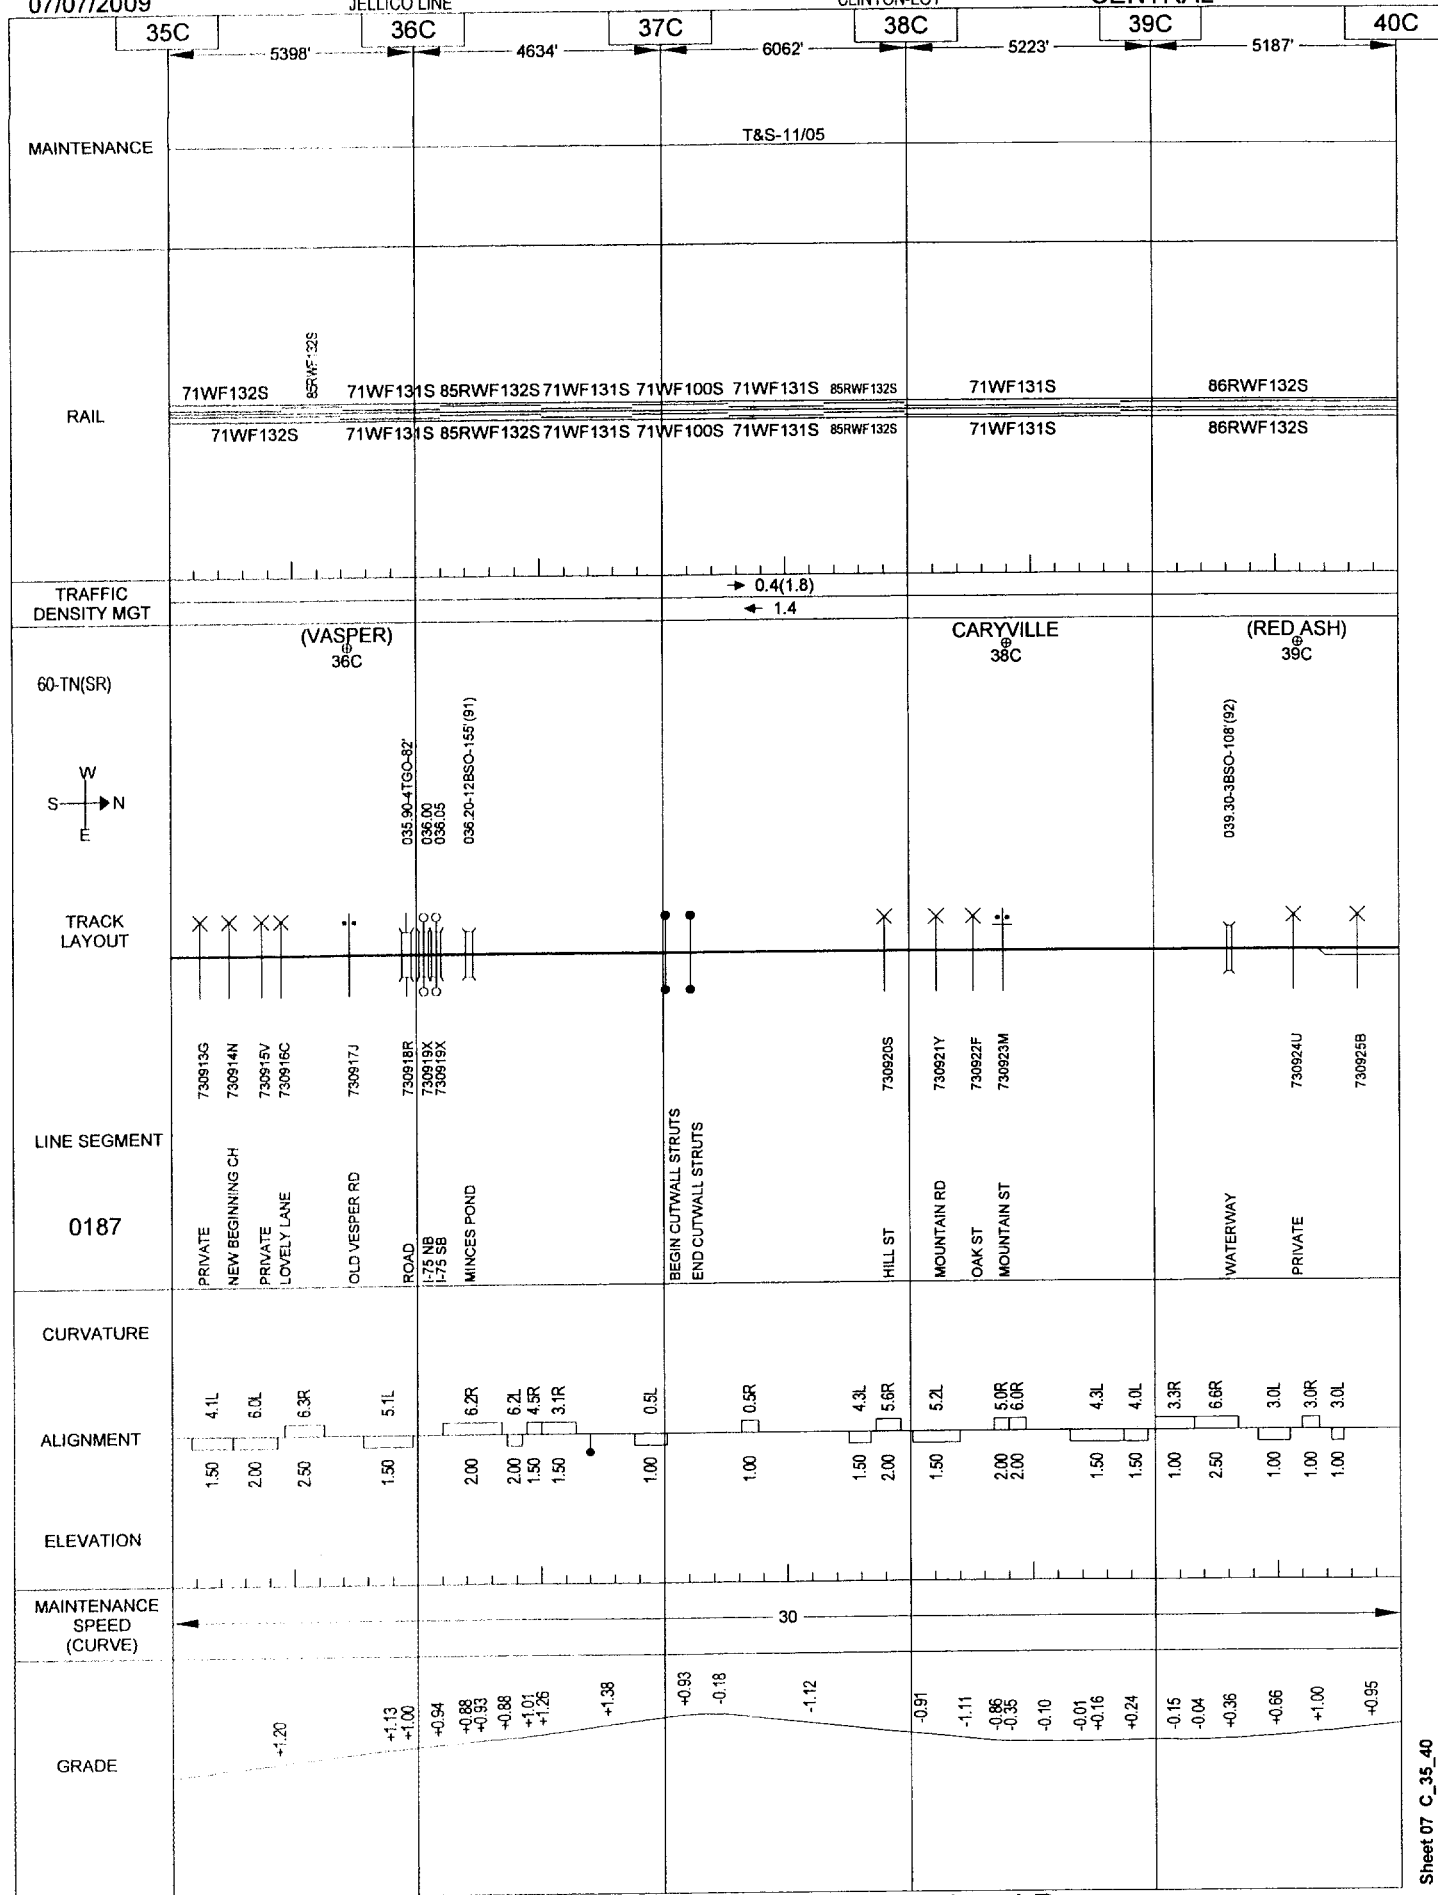 07/07/2009 JELLICO LINE CLINTON-LOT CENTRAL
35C 36C 37C 38C 39C 40C
5398' 4634' 6062' 5223' 5187'
MAINTENANCE
T&S-11/05
85RWF132S
71WF132S 71WF131S 85RWF132S 71WF131S 71WF100S 71WF131S 85RWF132S 71WF131S 86RWF132S
RAIL
71WF132S 71WF131S 85RWF132S 71WF131S 71WF100S 71WF131S 85RWF132S 71WF131S 86RWF132S
TRAFFIC
DENSITY MGT
0.4(1.8)
1.4
(VASPER) CARYVILLE (RED ASH)
36C 38C 39C
60-TN(SR)
W
S N
E
035.90-4TGO-82'
036.00
036.05
036.20-12BSO-155'(91)
039.30-3BSO-108'(92)
TRACK
LAYOUT
730913G
730914N
730915V
730916C
730917J
730918R
730919X
730919X
730920S
730921Y
730922F
730923M
730924U
730925B
LINE SEGMENT
0187
PRIVATE
NEW BEGINNING CH
PRIVATE
LOVELY LANE
OLD VESPER RD
ROAD
I-75 NB
I-75 SB
MINCES POND
BEGIN CUTWALL STRUTS
END CUTWALL STRUTS
HILL ST
MOUNTAIN RD
OAK ST
MOUNTAIN ST
WATERWAY
PRIVATE
CURVATURE
4.1L 6.0L 6.3R 5.1L 6.2R 6.2L 4.5R 3.1R 0.5L 0.5R 4.3L 5.6R 5.2L 5.0R 6.0R 4.3L 4.0L 3.3R 6.6R 3.0L 3.0R 3.0L
ALIGNMENT
1.50 2.00 2.50 1.50 2.00 2.00 1.50 1.50 1.00 1.00 1.50 2.00 1.50 2.00 2.00 1.50 1.50 1.00 2.50 1.00 1.00 1.00
ELEVATION
MAINTENANCE
SPEED
(CURVE)
30
GRADE
+1.20 +1.13 +1.00 +0.94 +0.88 +0.93 +0.88 +1.01 +1.26 +1.38 +0.93 -0.18 -1.12 -0.91 -1.11 -0.86 -0.35 -0.10 -0.01 +0.16 +0.24 -0.15 -0.04 +0.36 +0.66 +1.00 +0.95
Sheet 07 C_35_40